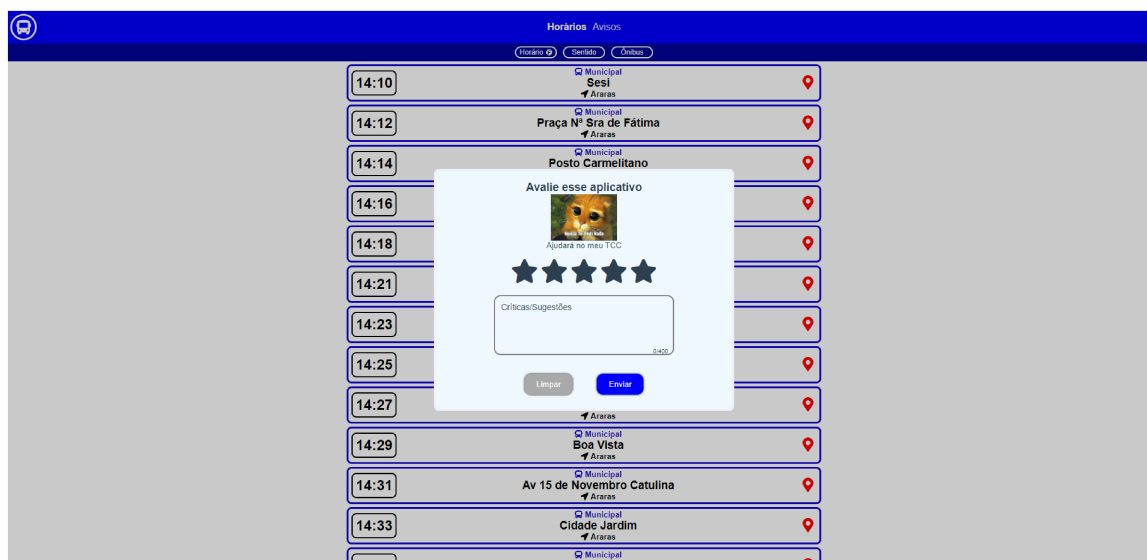 Horários Avisos
Horário Sentido Ônibus
14:10
Municipal
Sesi
Araras
14:12
Municipal
Praça Nª Sra de Fátima
Araras
14:14
Municipal
Posto Carmelitano
14:16
14:18
14:21
14:23
14:25
14:27
Araras
Avalie esse aplicativo
Ajudará no meu TCC
Críticas/Sugestões
0/400
Limpar Enviar
14:29
Municipal
Boa Vista
Araras
14:31
Municipal
Av 15 de Novembro Catulina
Araras
14:33
Municipal
Cidade Jardim
Araras
Municipal